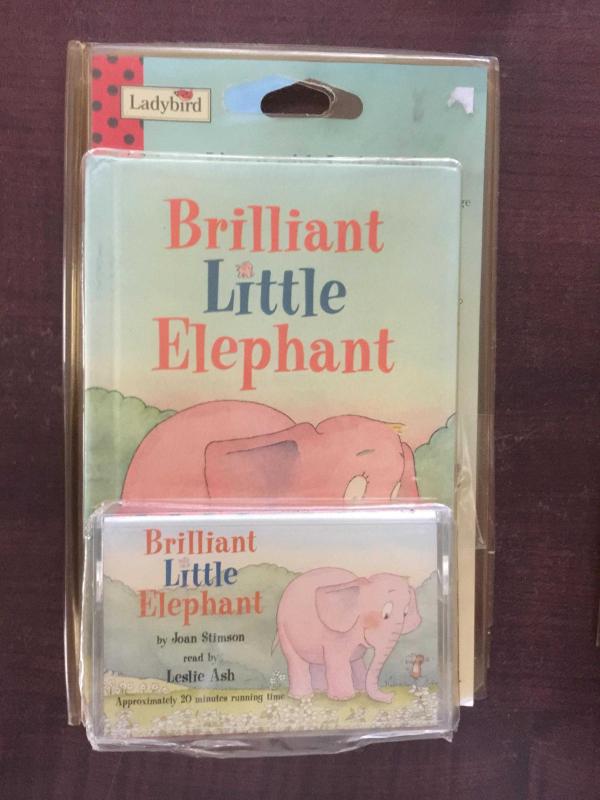 Ladybird
Brilliant
Little
Elephant
Brilliant
Little
Elephant
by Joan Stimson
read by
Leslie Ash
Approximately 20 minutes running time